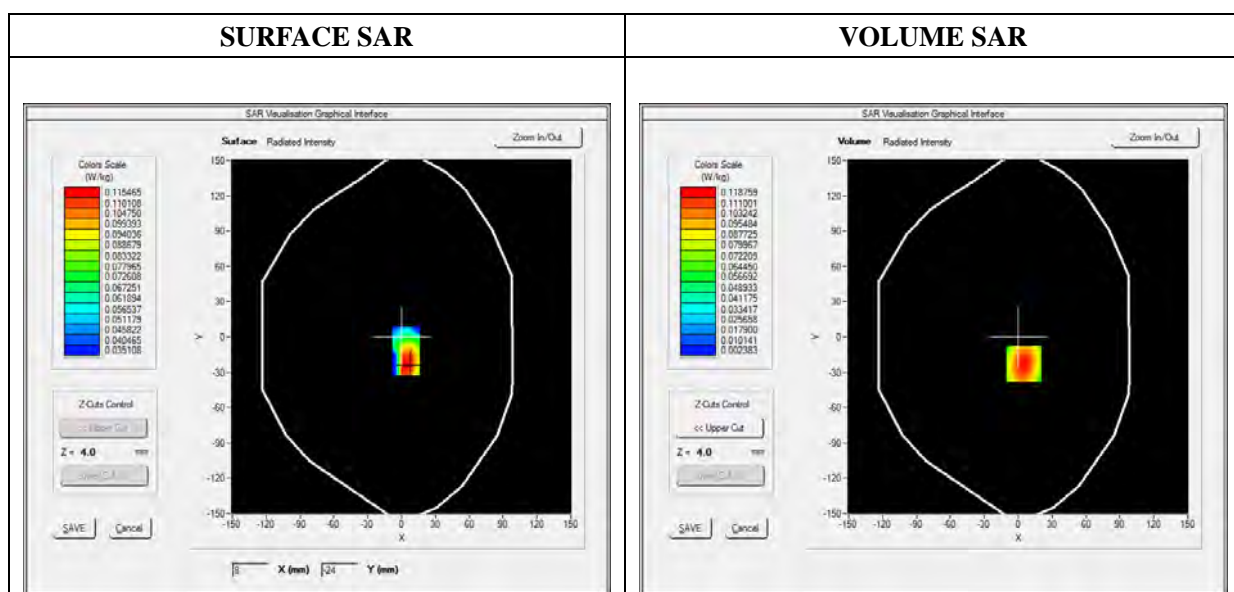 SURFACE SAR
VOLUME SAR
SAR Visualisation Graphical Interface
Surface Radiated Intensity
Zoom In/Out
Colors Scale
(W/kg)
0.115465
0.110108
0.104750
0.099393
0.094036
0.088679
0.083322
0.077965
0.072608
0.067251
0.061894
0.056537
0.051179
0.045822
0.040465
0.035108
Z-Cuts Control
<< Upper Cut
Z = 4.0 mm
SAVE Cancel
150
120
90
60
30
0
-30
-60
-90
-120
-150
Y
-150 -120 -90 -60 -30 0 30 60 90 120 150
X
8 X (mm) -24 Y (mm)
SAR Visualisation Graphical Interface
Volume Radiated Intensity
Zoom In/Out
Colors Scale
(W/kg)
0.118759
0.111001
0.103242
0.095484
0.087725
0.079967
0.072209
0.064450
0.056692
0.048933
0.041175
0.033417
0.025658
0.017900
0.010141
0.002383
Z-Cuts Control
<< Upper Cut
Z = 4.0 mm
SAVE Cancel
150
120
90
60
30
0
-30
-60
-90
-120
-150
Y
-150 -120 -90 -60 -30 0 30 60 90 120 150
X